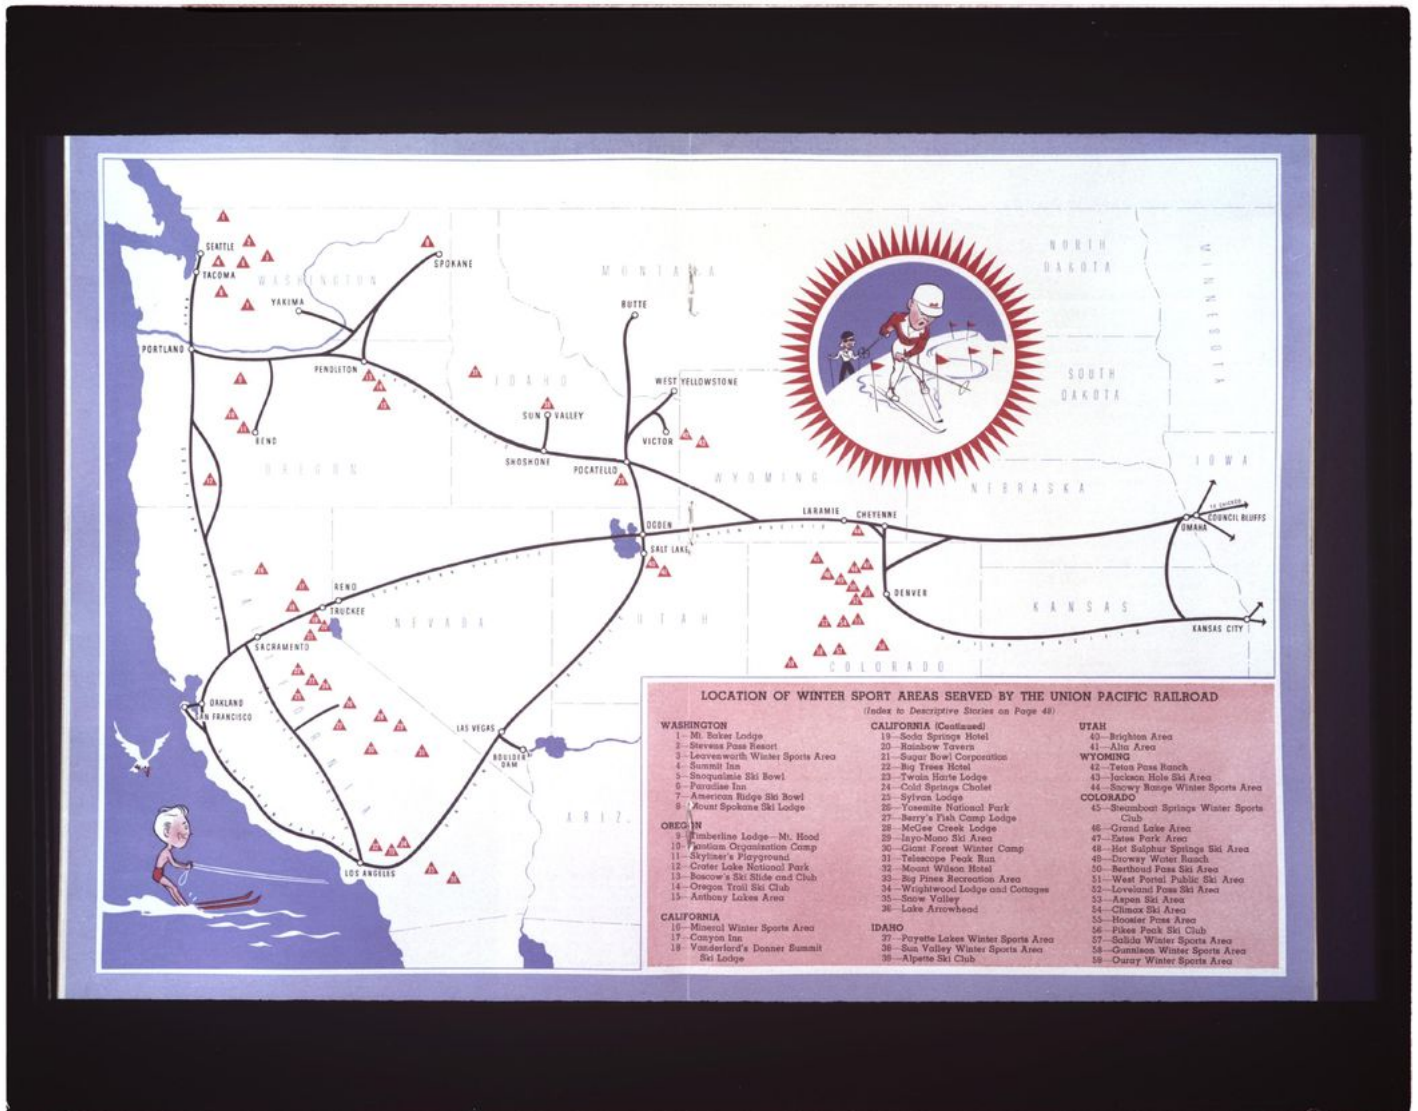 SEATTLE
TACOMA
WASHINGTON
SPOKANE
YAKIMA
PORTLAND
PENDLETON
MONTANA
BUTTE
NORTH
DAKOTA
MINNESOTA
IDAHO
WEST YELLOWSTONE
SUN VALLEY
VICTOR
SOUTH
DAKOTA
BEND
OREGON
SHOSHONE
POCATELLO
WYOMING
NEBRASKA
IOWA
LARAMIE
CHEYENNE
TO CHICAGO
OMAHA
COUNCIL BLUFFS
OGDEN
UNION PACIFIC
SALT LAKE
SOUTHERN PACIFIC
RENO
TRUCKEE
NEVADA
UTAH
DENVER
KANSAS
KANSAS CITY
UNION PACIFIC
COLORADO
SACRAMENTO
OAKLAND
SAN FRANCISCO
LAS VEGAS
BOULDER
DAM
ARIZ.
LOS ANGELES
LOCATION OF WINTER SPORT AREAS SERVED BY THE UNION PACIFIC RAILROAD
(Index to Descriptive Stories on Page 48)
WASHINGTON
1—Mt. Baker Lodge
2—Stevens Pass Resort
3—Leavenworth Winter Sports Area
4—Summit Inn
5—Snoqualmie Ski Bowl
6—Paradise Inn
7—American Ridge Ski Bowl
8—Mount Spokane Ski Lodge
OREGON
9—Timberline Lodge—Mt. Hood
10—Santiam Organization Camp
11—Skyliner's Playground
12—Crater Lake National Park
13—Boscow's Ski Slide and Club
14—Oregon Trail Ski Club
15—Anthony Lakes Area
CALIFORNIA
16—Mineral Winter Sports Area
17—Canyon Inn
18—Vanderford's Donner Summit
Ski Lodge
CALIFORNIA (Continued)
19—Soda Springs Hotel
20—Rainbow Tavern
21—Sugar Bowl Corporation
22—Big Trees Hotel
23—Twain Harte Lodge
24—Cold Springs Chalet
25—Sylvan Lodge
26—Yosemite National Park
27—Berry's Fish Camp Lodge
28—McGee Creek Lodge
29—Inyo-Mono Ski Area
30—Giant Forest Winter Camp
31—Telescope Peak Run
32—Mount Wilson Hotel
33—Big Pines Recreation Area
34—Wrightwood Lodge and Cottages
35—Snow Valley
36—Lake Arrowhead
IDAHO
37—Payette Lakes Winter Sports Area
38—Sun Valley Winter Sports Area
39—Alpette Ski Club
UTAH
40—Brighton Area
41—Alta Area
WYOMING
42—Teton Pass Ranch
43—Jackson Hole Ski Area
44—Snowy Range Winter Sports Area
COLORADO
45—Steamboat Springs Winter Sports
Club
46—Grand Lake Area
47—Estes Park Area
48—Hot Sulphur Springs Ski Area
49—Drowsy Water Ranch
50—Berthoud Pass Ski Area
51—West Portal Public Ski Area
52—Loveland Pass Ski Area
53—Aspen Ski Area
54—Climax Ski Area
55—Hoosier Pass Area
56—Pikes Peak Ski Club
57—Salida Winter Sports Area
58—Gunnison Winter Sports Area
59—Ouray Winter Sports Area